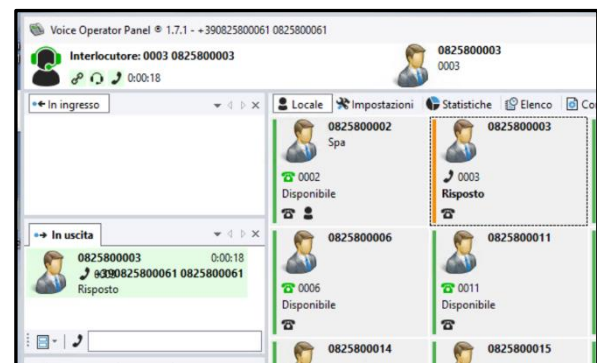 Voice Operator Panel ® 1.7.1 - +390825800061 0825800061
Interlocutore: 0003 0825800003
0:00:18
0825800003
0003
In ingresso
Locale Impostazioni Statistiche Elenco Co
0825800002
Spa
0002
Disponibile
0825800003
0003
Risposto
In uscita
0825800003 0:00:18
0825800061
Risposto
0825800006
0006
Disponibile
0825800011
0011
Disponibile
0825800014
0825800015